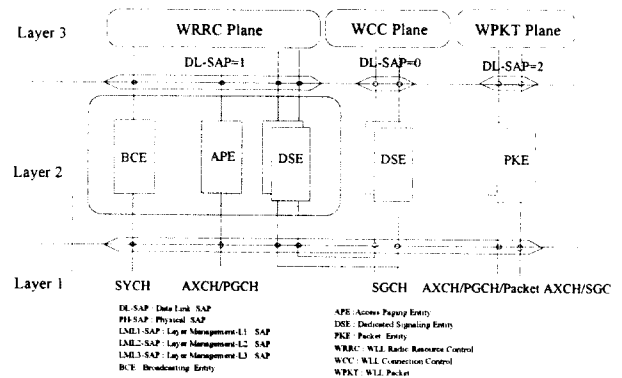 Layer 3
WRRC Plane
WCC Plane
WPKT Plane
DL-SAP=1
DL-SAP=0
DL-SAP=2
Layer 2
BCE
APE
DSE
DSE
PKE
Layer 1
SYCH
AXCH/PGCH
SGCH
AXCH/PGCH/Packet AXCH/SGC
DL-SAP : Data Link SAP
PH-SAP : Physical SAP
LML1-SAP : Layer Management-L1 SAP
LML2-SAP : Layer Management-L2 SAP
LML3-SAP : Layer Management-L3 SAP
BCE Broadcasting Entity
APE : Access Paging Entity
DSE : Dedicated Signaling Entity
PKE : Packet Entity
WRRC : WLL Radio Resource Control
WCC : WLL Connection Control
WPKT : WLL Packet